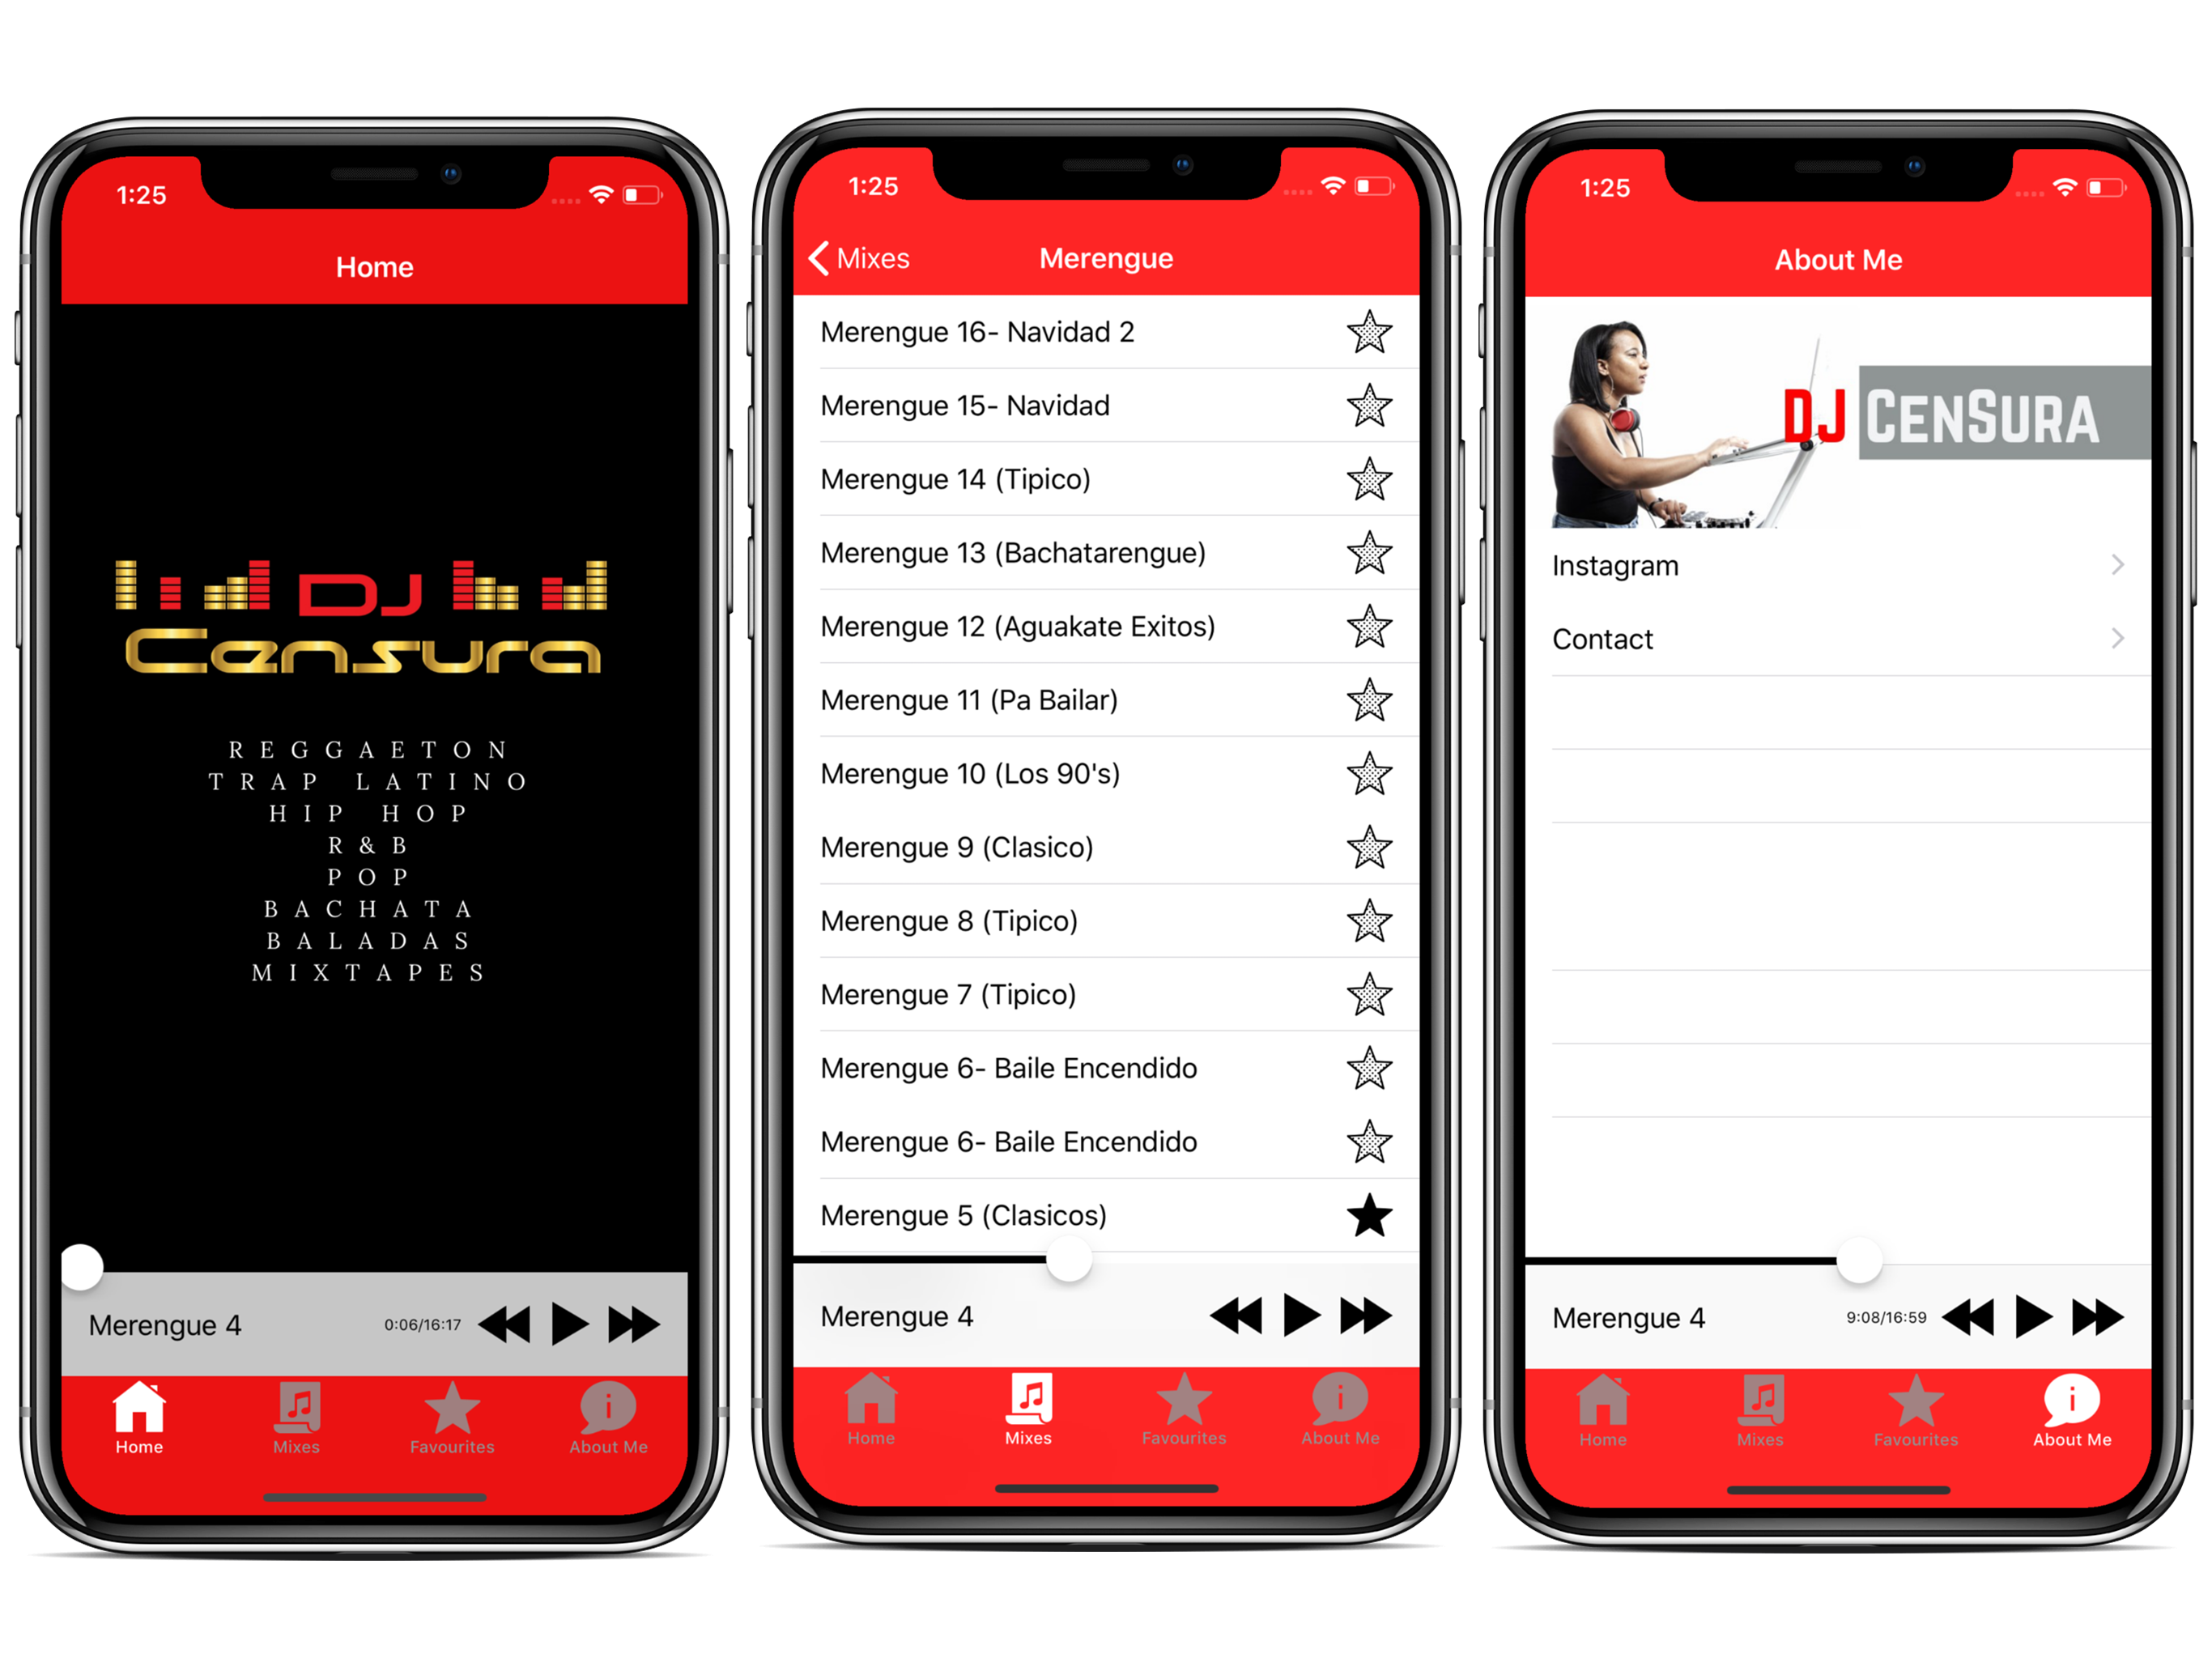 1:25
Home
DJ
Censura
REGGAETON
TRAP LATINO
HIP HOP
R&B
POP
BACHATA
BALADAS
MIXTAPES
Merengue 4
0:06/16:17
Home
Mixes
Favourites
About Me
1:25
Mixes
Merengue
Merengue 16- Navidad 2
Merengue 15- Navidad
Merengue 14 (Tipico)
Merengue 13 (Bachatarengue)
Merengue 12 (Aguakate Exitos)
Merengue 11 (Pa Bailar)
Merengue 10 (Los 90's)
Merengue 9 (Clasico)
Merengue 8 (Tipico)
Merengue 7 (Tipico)
Merengue 6- Baile Encendido
Merengue 6- Baile Encendido
Merengue 5 (Clasicos)
Merengue 4
Home
Mixes
Favourites
About Me
1:25
About Me
DJ CENSURA
Instagram
Contact
Merengue 4
9:08/16:59
Home
Mixes
Favourites
About Me